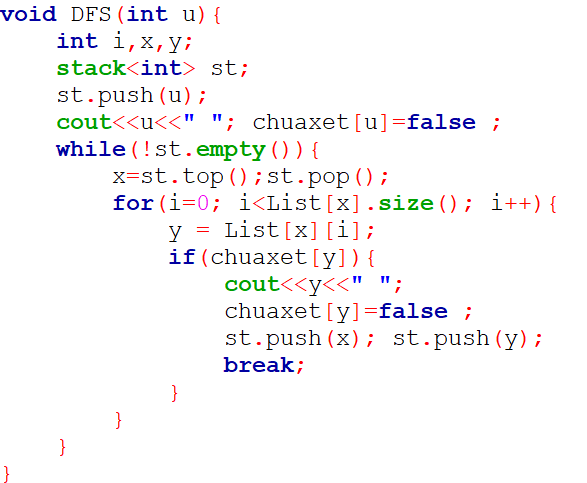 void DFS(int u){
    int i,x,y;
    stack<int> st;
    st.push(u);
    cout<<u<<" "; chuaxet[u]=false ;
    while(!st.empty()){
        x=st.top();st.pop();
        for(i=0; i<List[x].size(); i++){
            y = List[x][i];
            if(chuaxet[y]){
                cout<<y<<" ";
                chuaxet[y]=false ;
                st.push(x); st.push(y);
                break;
            }
        }
    }
}